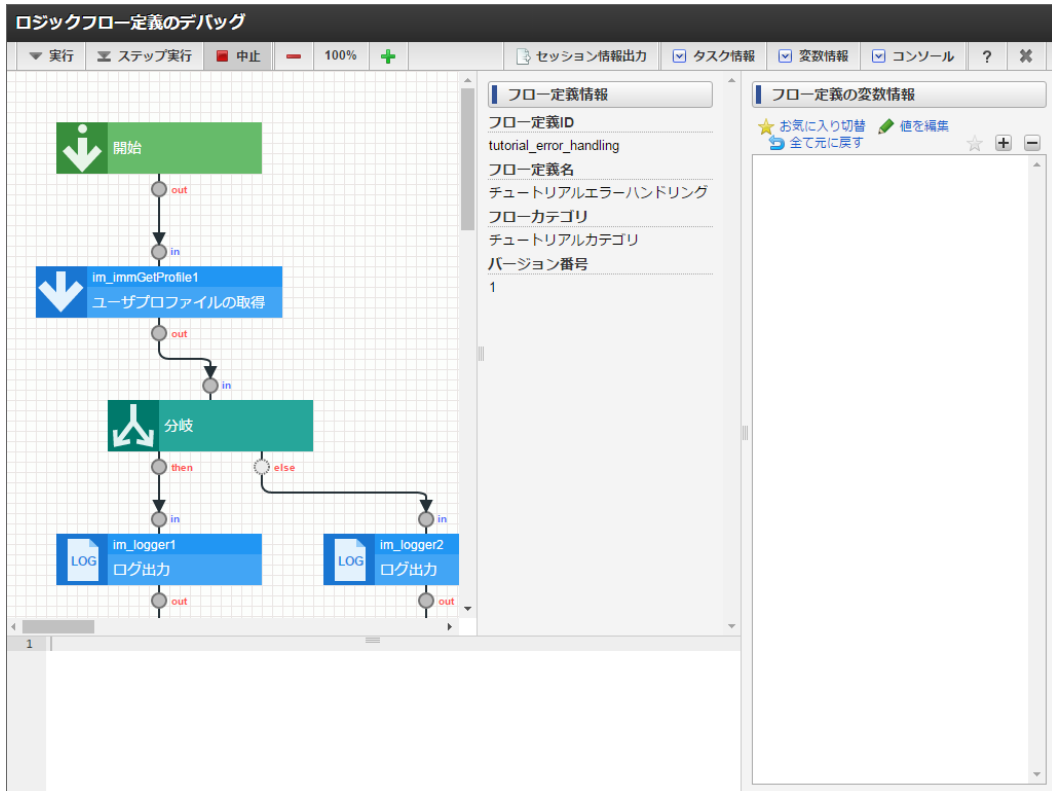 ロジックフロー定義のデバッグ
実行 ステップ実行 中止 100% セッション情報出力 タスク情報 変数情報 コンソール ?
開始
out
in
im_immGetProfile1
ユーザプロファイルの取得
out
in
分岐
then else
in in
im_logger1 im_logger2
LOG ログ出力 LOG ログ出力
out out
フロー定義情報
フロー定義ID
tutorial_error_handling
フロー定義名
チュートリアルエラーハンドリング
フローカテゴリ
チュートリアルカテゴリ
バージョン番号
1
フロー定義の変数情報
お気に入り切替 値を編集
全て元に戻す
1